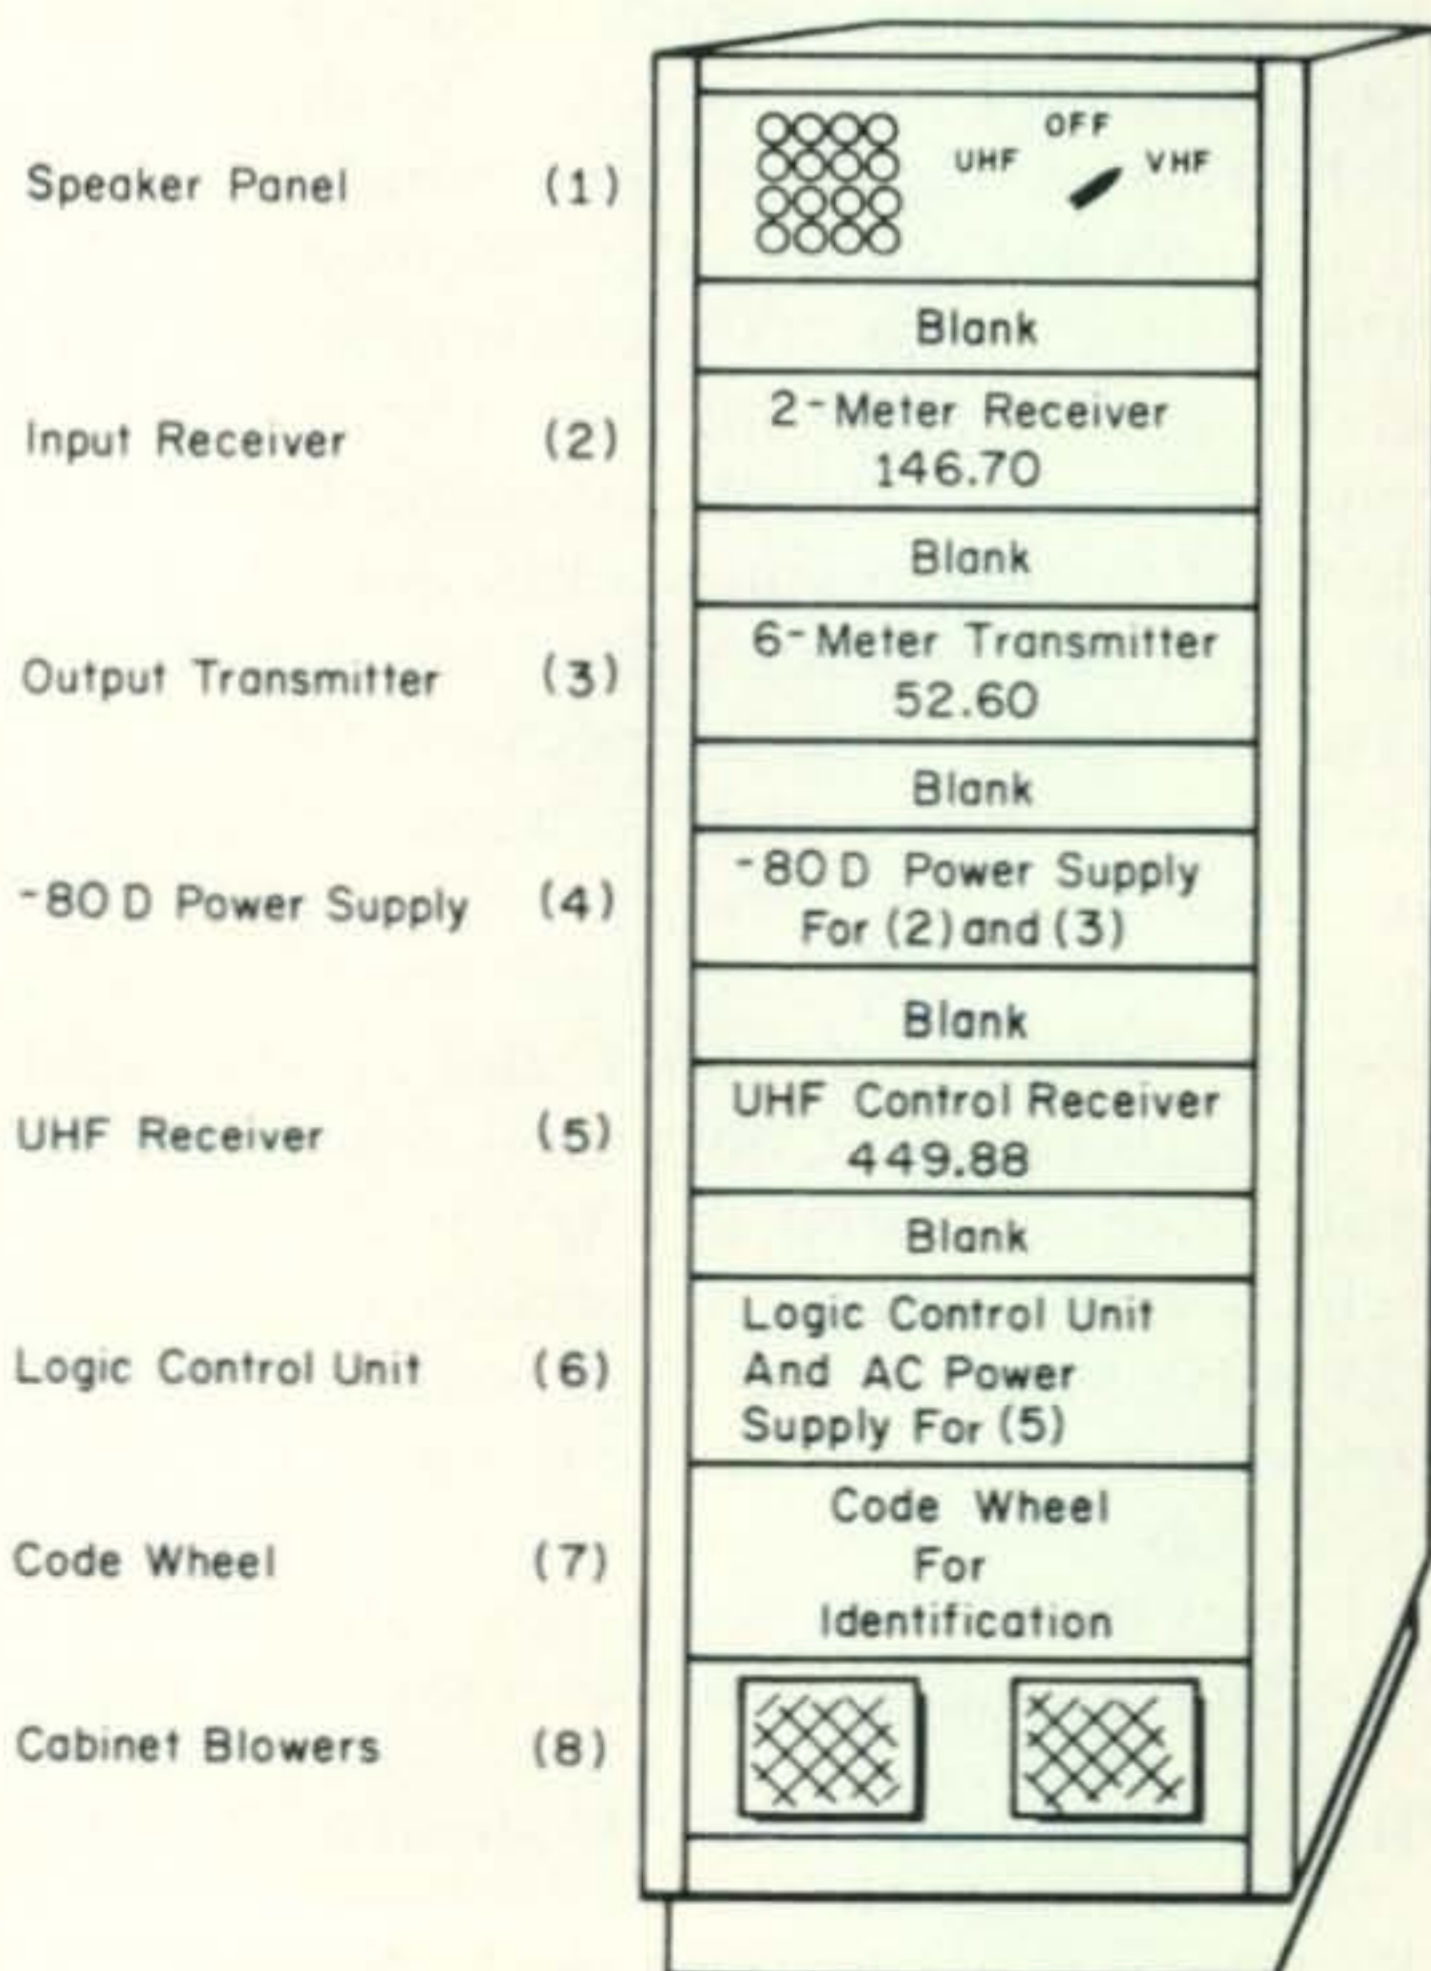 OFF
UHF VHF
Speaker Panel (1)
Blank
2-Meter Receiver
146.70
Input Receiver (2)
Blank
6-Meter Transmitter
52.60
Output Transmitter (3)
Blank
-80 D Power Supply
For (2) and (3)
-80 D Power Supply (4)
Blank
UHF Control Receiver
449.88
UHF Receiver (5)
Blank
Logic Control Unit
And AC Power
Supply For (5)
Logic Control Unit (6)
Code Wheel
For
Identification
Code Wheel (7)
Cabinet Blowers (8)